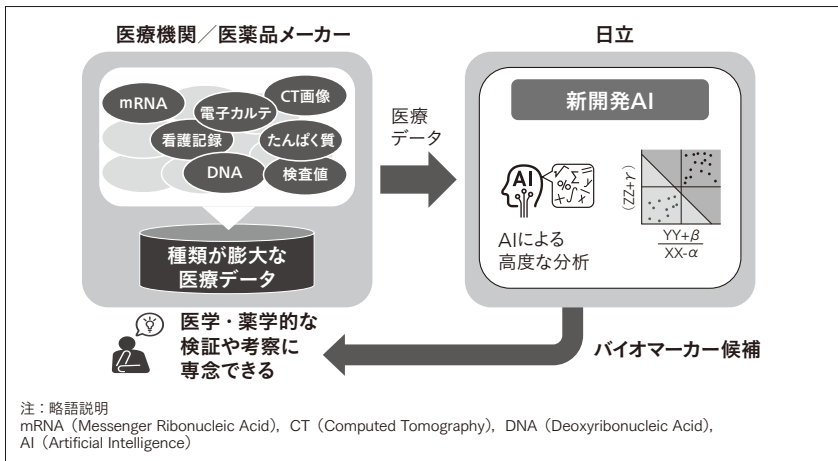 医療機関／医薬品メーカー
mRNA
電子カルテ
CT画像
看護記録
たんぱく質
DNA
検査値
種類が膨大な
医療データ
医療
データ
日立
新開発AI
AI
√ Σ =
% Σ y
+ ∫ x
AIによる
高度な分析
(ZZ+r)
YY+β
XX-α
医学・薬学的な
検証や考察に
専念できる
バイオマーカー候補
注：略語説明
mRNA（Messenger Ribonucleic Acid），CT（Computed Tomography），DNA（Deoxyribonucleic Acid），
AI（Artificial Intelligence）